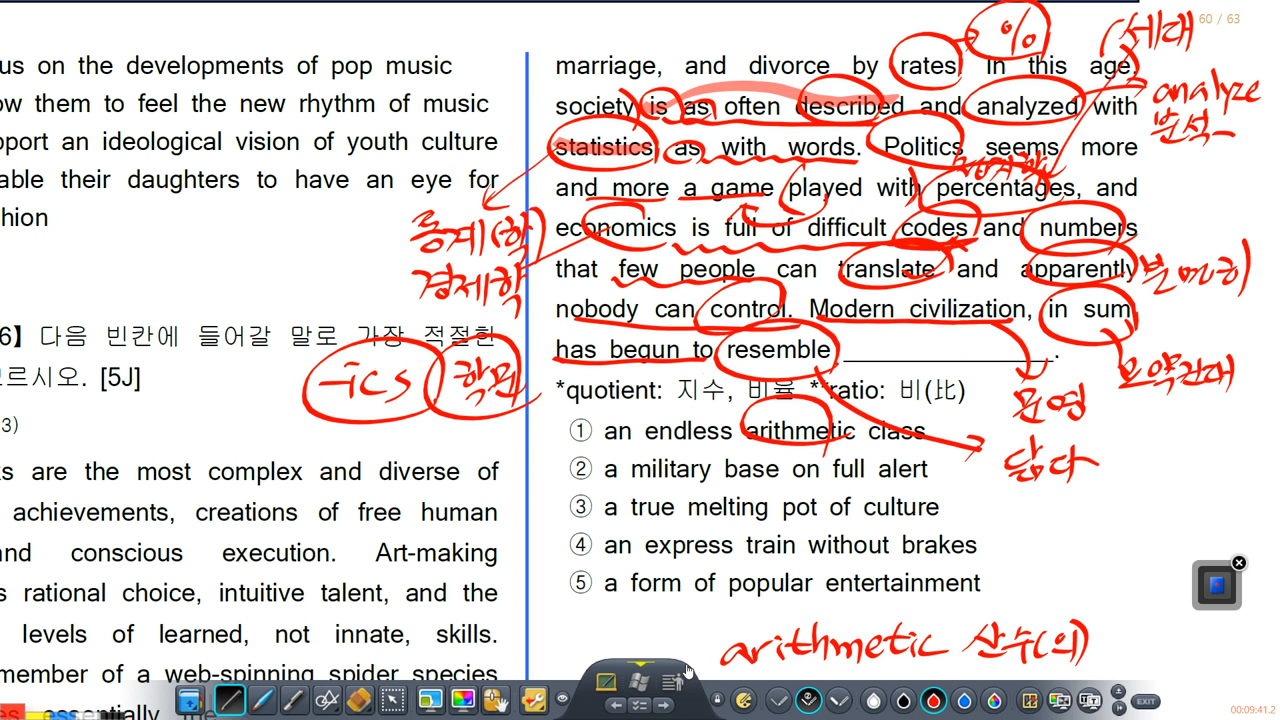 60 / 63
us on the developments of pop music
ow them to feel the new rhythm of music
pport an ideological vision of youth culture
able their daughters to have an eye for
hion
6】 다음 빈칸에 들어갈 말로 가장 적절한
르시오. [5J]
3)
ks are the most complex and diverse of
achievements, creations of free human
and conscious execution. Art-making
s rational choice, intuitive talent, and the
levels of learned, not innate, skills.
member of a web-spinning spider species
es essentially the
통계(학)
경제학
-ics 학문
marriage, and divorce by rates. In this age,
society is as often described and analyzed with
statistics as with words. Politics seems more
and more a game played with percentages, and
economics is full of difficult codes and numbers
that few people can translate and apparently
nobody can control. Modern civilization, in sum,
has begun to resemble ______________.
*quotient: 지수, 비율 **ratio: 비(比)
① an endless arithmetic class
② a military base on full alert
③ a true melting pot of culture
④ an express train without brakes
⑤ a form of popular entertainment
%
(세대
analyze
분석
분명히
요약컨대
문명
닮다
arithmetic 산수(의)
EXIT
00:09:41.2